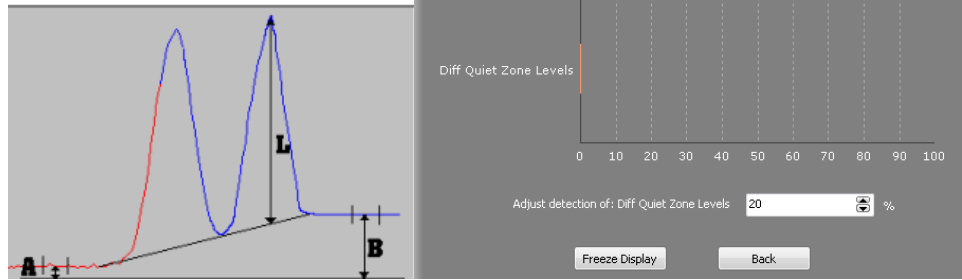 L
B
A
Diff Quiet Zone Levels
0 10 20 30 40 50 60 70 80 90 100
Adjust detection of: Diff Quiet Zone Levels 20 %
Freeze Display Back